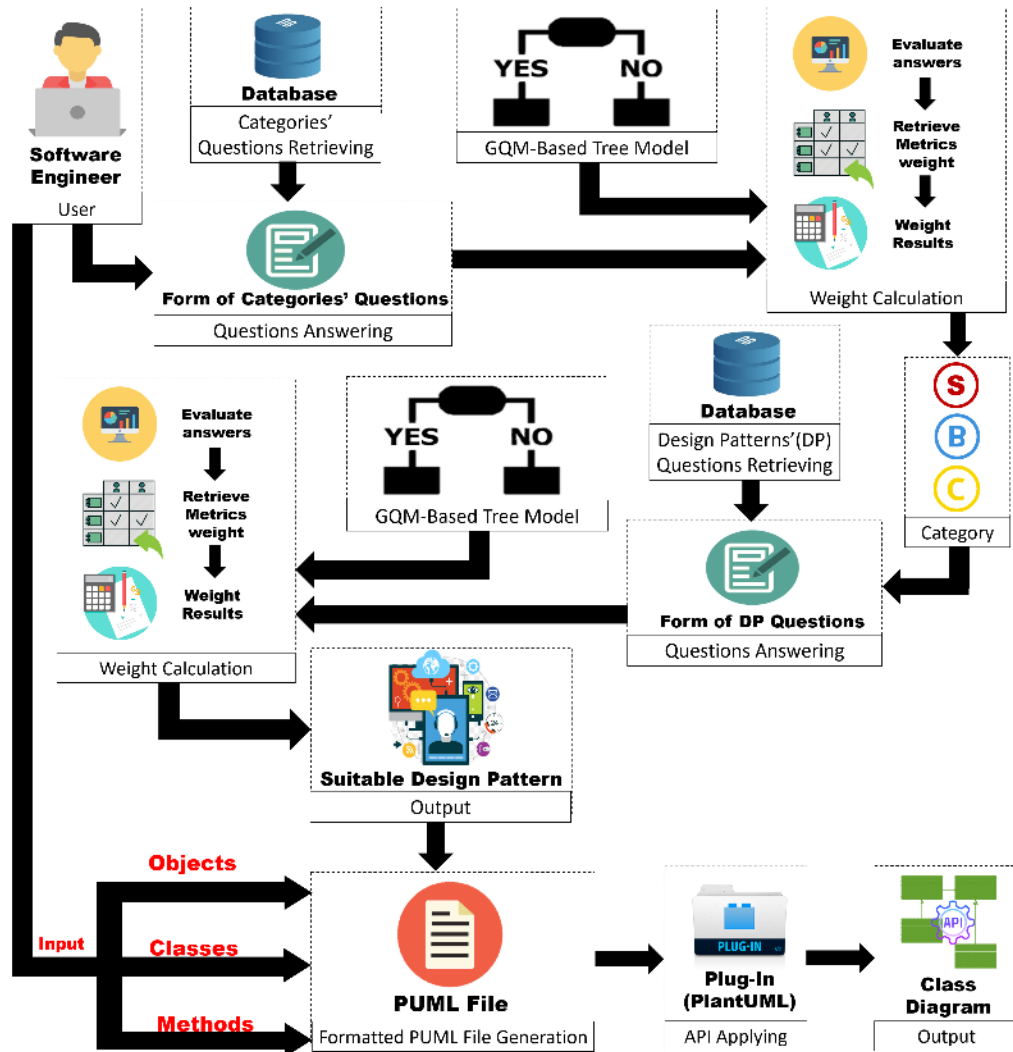 Software
Engineer
User
Database
Categories'
Questions Retrieving
YES NO
GQM-Based Tree Model
Evaluate
answers
Retrieve
Metrics
weight
Weight
Results
Weight Calculation
Form of Categories' Questions
Questions Answering
S
B
C
Category
Database
Design Patterns'(DP)
Questions Retrieving
Form of DP Questions
Questions Answering
YES NO
GQM-Based Tree Model
Evaluate
answers
Retrieve
Metrics
weight
Weight
Results
Weight Calculation
24
Suitable Design Pattern
Output
Input
Objects
Classes
Methods
PUML File
Formatted PUML File Generation
PLUG-IN
Plug-In
(PlantUML)
API Applying
API
Class
Diagram
Output